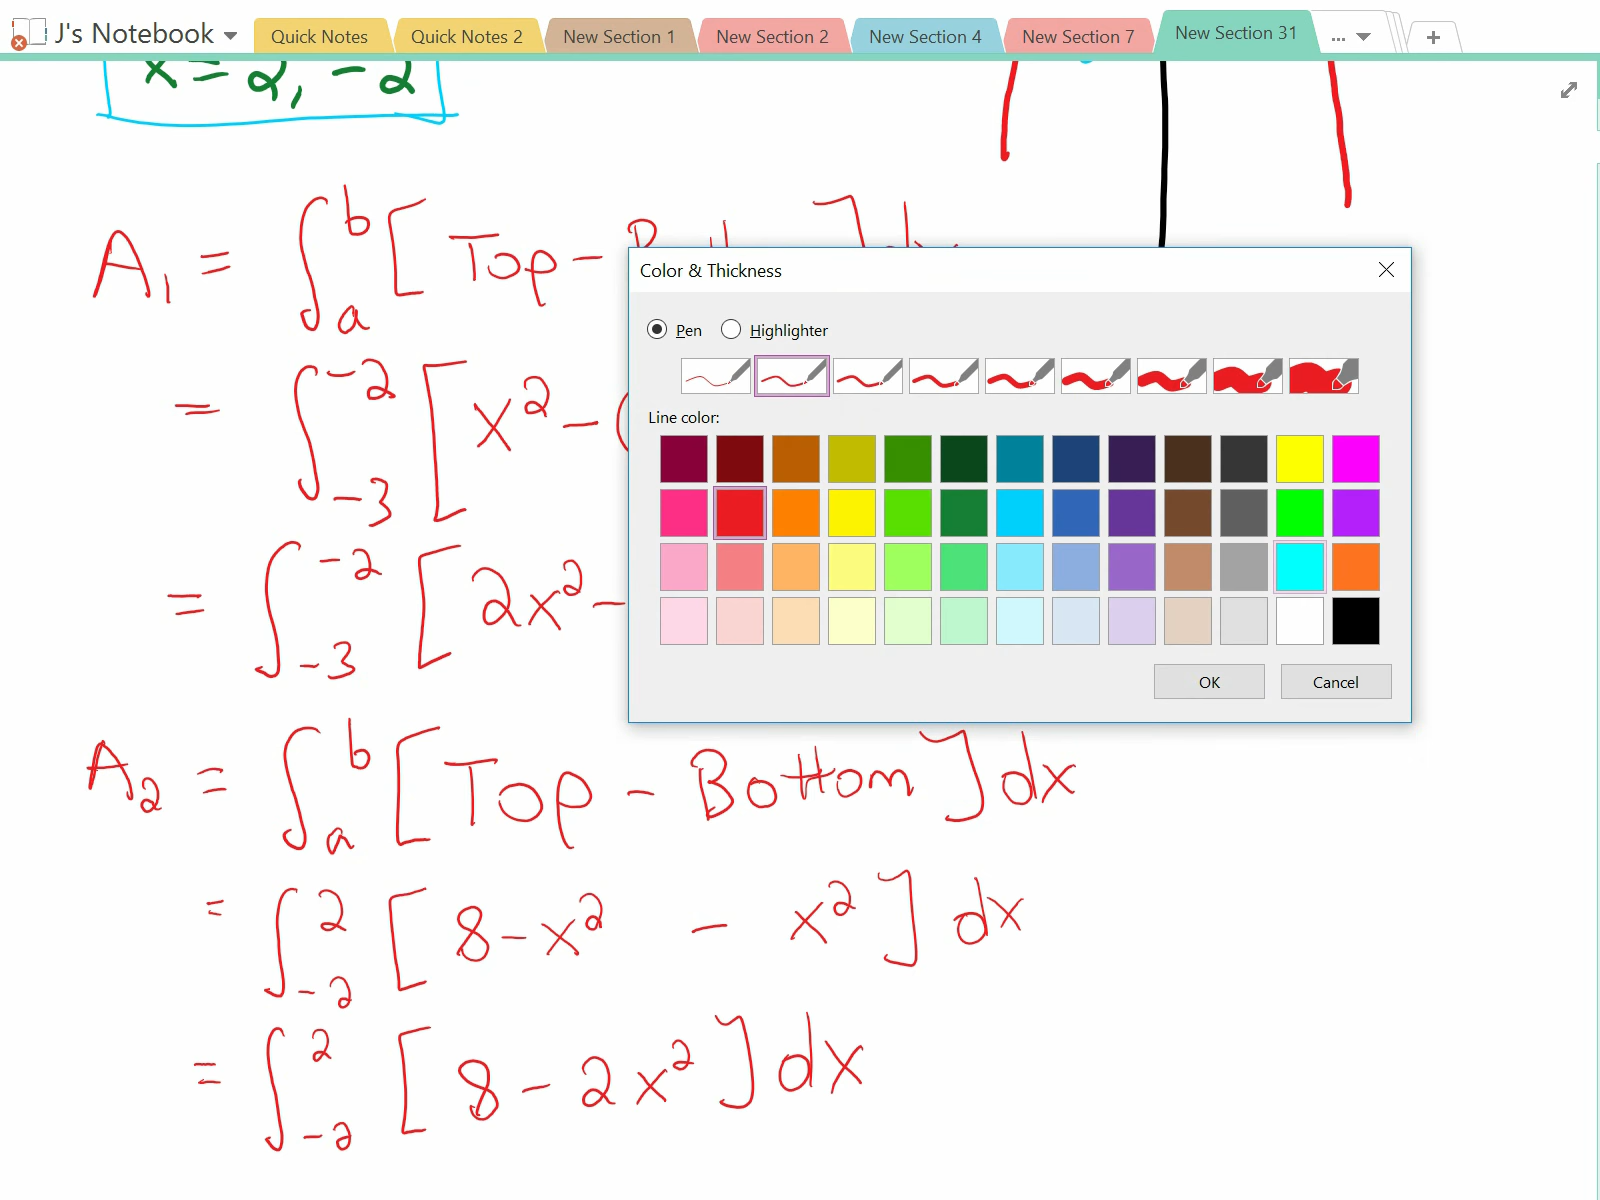 J's Notebook
Quick Notes
Quick Notes 2
New Section 1
New Section 2
New Section 4
New Section 7
New Section 31
...
+
x = 2, -2
A₁ = ∫ₐᵇ [Top -
= ∫₋₃⁻² [x² - (
= ∫₋₃⁻² [2x² -
Color & Thickness
Pen
Highlighter
Line color:
OK
Cancel
A₂ = ∫ₐᵇ [Top - Bottom] dx
= ∫₋₂² [8 - x² - x²] dx
= ∫₋₂² [8 - 2x²] dx